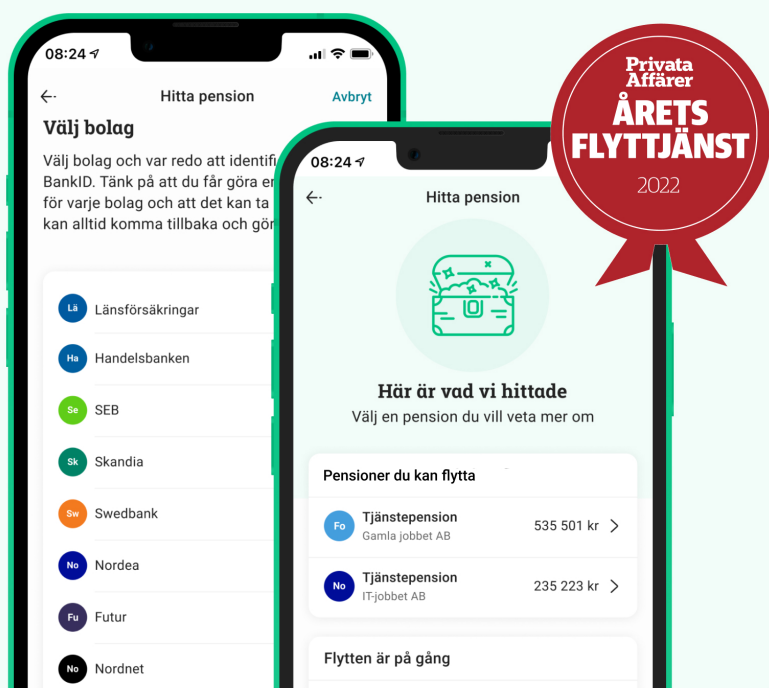 08:24
Hitta pension
Avbryt
Välj bolag
Välj bolag och var redo att
BankID. Tänk på att du får göra
för varje bolag och att det kan ta
kan alltid komma tillbaka och
Lä
Länsförsäkringar
Ha
Handelsbanken
Se
SEB
Sk
Skandia
Sw
Swedbank
No
Nordea
Fu
Futur
No
Nordnet
08:24
Hitta pension
Här är vad vi hittade
Välj en pension du vill veta mer om
Pensioner du kan flytta
Fo
Tjänstepension
535 501 kr
Gamla jobbet AB
No
Tjänstepension
235 223 kr
IT-jobbet AB
Flytten är på gång
Privata
Affärer
ÅRETS
FLYTTJÄNST
2022